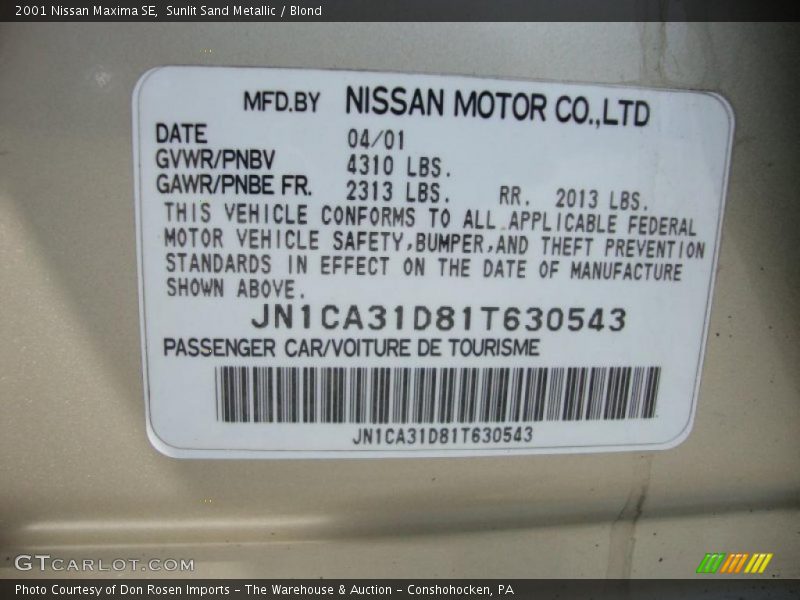 2001 Nissan Maxima SE,  Sunlit Sand Metallic / Blond
MFD.BY NISSAN MOTOR CO.,LTD
DATE 04/01
GVWR/PNBV 4310 LBS.
GAWR/PNBE FR. 2313 LBS. RR. 2013 LBS.
THIS VEHICLE CONFORMS TO ALL APPLICABLE FEDERAL
MOTOR VEHICLE SAFETY,BUMPER,AND THEFT PREVENTION
STANDARDS IN EFFECT ON THE DATE OF MANUFACTURE
SHOWN ABOVE.
JN1CA31D81T630543
PASSENGER CAR/VOITURE DE TOURISME
JN1CA31D81T630543
GTCARLOT.COM
Photo Courtesy of Don Rosen Imports - The Warehouse & Auction - Conshohocken, PA